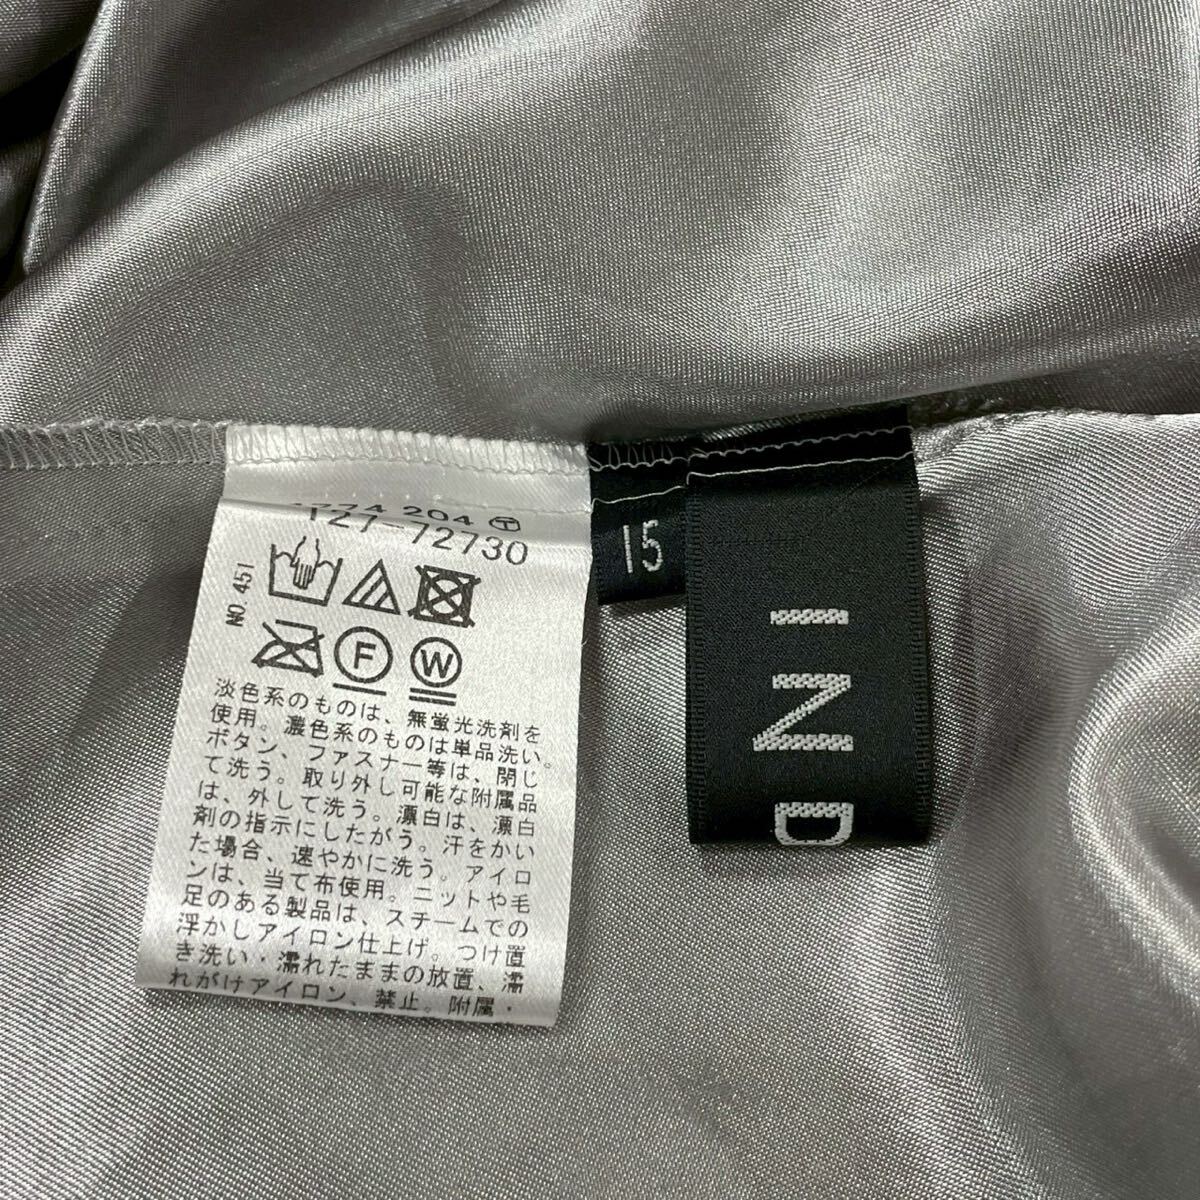 204 Ⓣ
T27-72730
NO. 451
F W
淡色系のものは、無蛍光洗剤を
使用。濃色系のものは単品洗い。
ボタン、ファスナー等は、閉じ
て洗う。取り外し可能な附属品
は、外して洗う。漂白は、漂白
剤の指示にしたがう。汗をかい
た場合、速やかに洗う。アイロ
ンは、当て布使用。ニットや毛
足のある製品は、スチームでの
浮かしアイロン仕上げ。つけ置
き洗い・濡れたままの放置、濡
れがけアイロン、禁止。附属・
15
IND